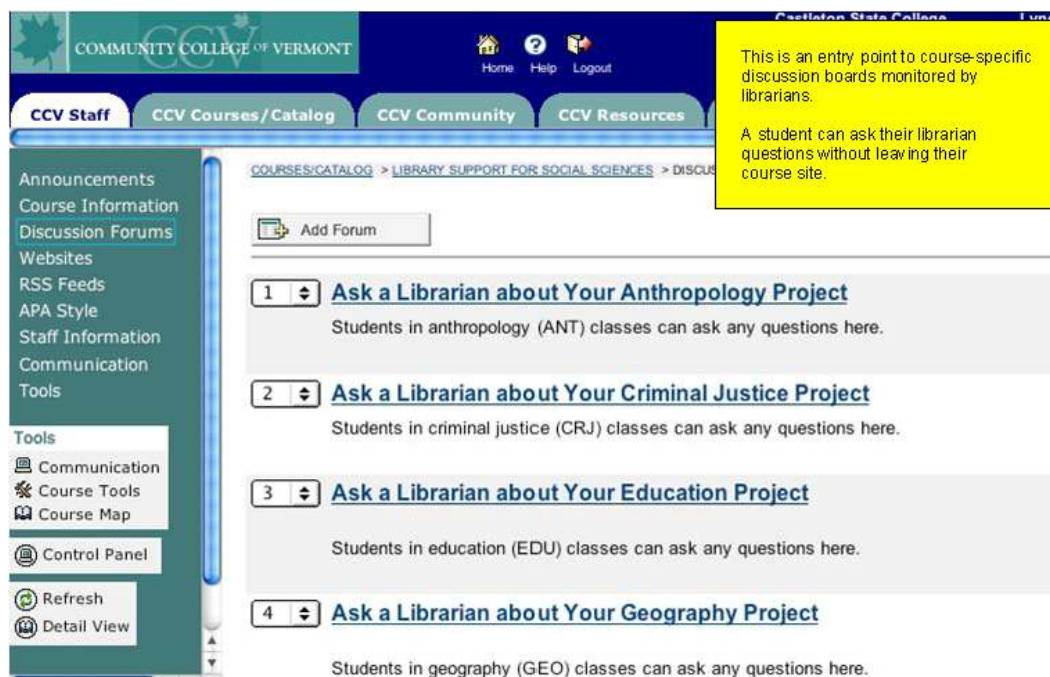 Castleton State College
COMMUNITY COLLEGE OF VERMONT
CCV
Home Help Logout
This is an entry point to course-specific
discussion boards monitored by
librarians.
A student can ask their librarian
questions without leaving their
course site.
CCV Staff CCV Courses/Catalog CCV Community CCV Resources
COURSES/CATALOG > LIBRARY SUPPORT FOR SOCIAL SCIENCES > DISCUS
Announcements
Course Information
Discussion Forums
Websites
RSS Feeds
APA Style
Staff Information
Communication
Tools
Tools
Communication
Course Tools
Course Map
Control Panel
Refresh
Detail View
Add Forum
1 Ask a Librarian about Your Anthropology Project
Students in anthropology (ANT) classes can ask any questions here.
2 Ask a Librarian about Your Criminal Justice Project
Students in criminal justice (CRJ) classes can ask any questions here.
3 Ask a Librarian about Your Education Project
Students in education (EDU) classes can ask any questions here.
4 Ask a Librarian about Your Geography Project
Students in geography (GEO) classes can ask any questions here.